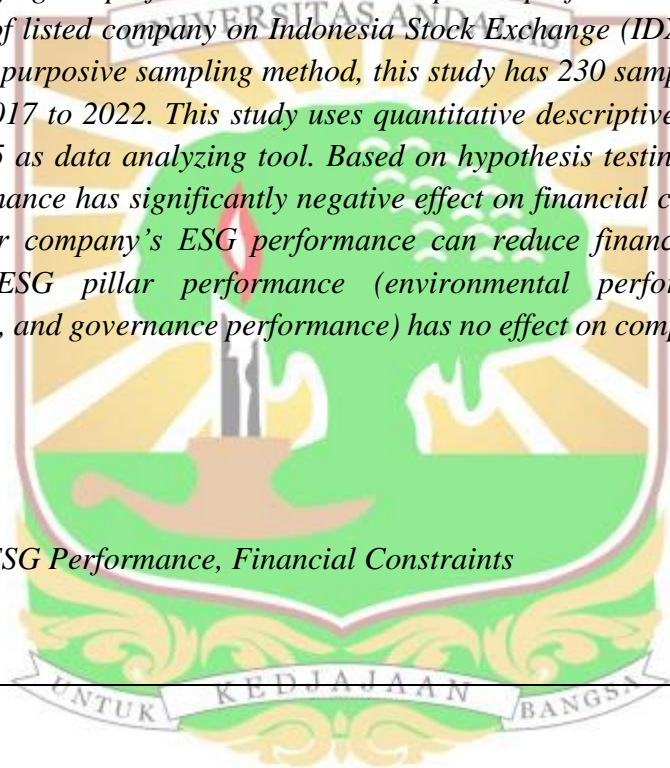 UNIVERSITAS ANDALAS
of listed company on Indonesia Stock Exchange (IDX
purposive sampling method, this study has 230 samp
017 to 2022. This study uses quantitative descriptive
as data analyzing tool. Based on hypothesis testin
nance has significantly negative effect on financial c
r company's ESG performance can reduce financ
ESG pillar performance (environmental perfor
, and governance performance) has no effect on comp
SG Performance, Financial Constraints
UNTUK KEDJAJAAN BANGSA